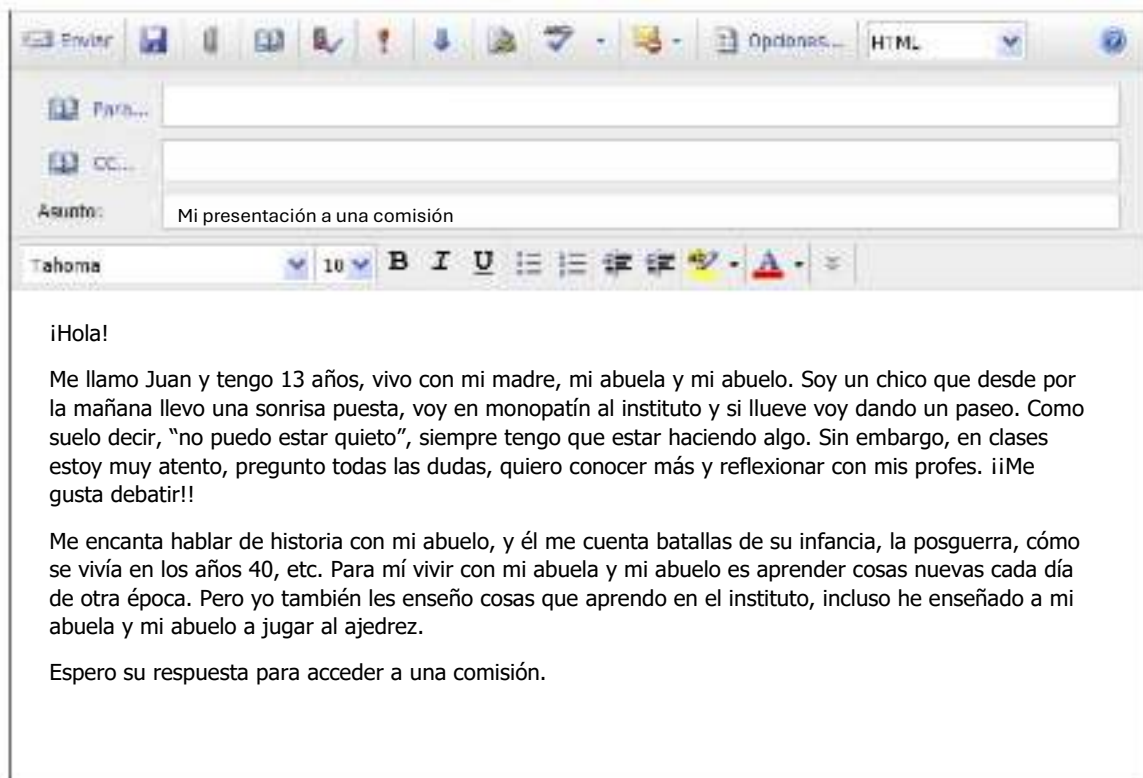 Enviar Opciones... HTML
Para...
CC...
Asunto: Mi presentación a una comisión
Tahoma 10 B I U A
¡Hola!
Me llamo Juan y tengo 13 años, vivo con mi madre, mi abuela y mi abuelo. Soy un chico que desde por
la mañana llevo una sonrisa puesta, voy en monopatín al instituto y si llueve voy dando un paseo. Como
suelo decir, “no puedo estar quieto”, siempre tengo que estar haciendo algo. Sin embargo, en clases
estoy muy atento, pregunto todas las dudas, quiero conocer más y reflexionar con mis profes. ¡¡Me
gusta debatir!!
Me encanta hablar de historia con mi abuelo, y él me cuenta batallas de su infancia, la posguerra, cómo
se vivía en los años 40, etc. Para mí vivir con mi abuela y mi abuelo es aprender cosas nuevas cada día
de otra época. Pero yo también les enseño cosas que aprendo en el instituto, incluso he enseñado a mi
abuela y mi abuelo a jugar al ajedrez.
Espero su respuesta para acceder a una comisión.